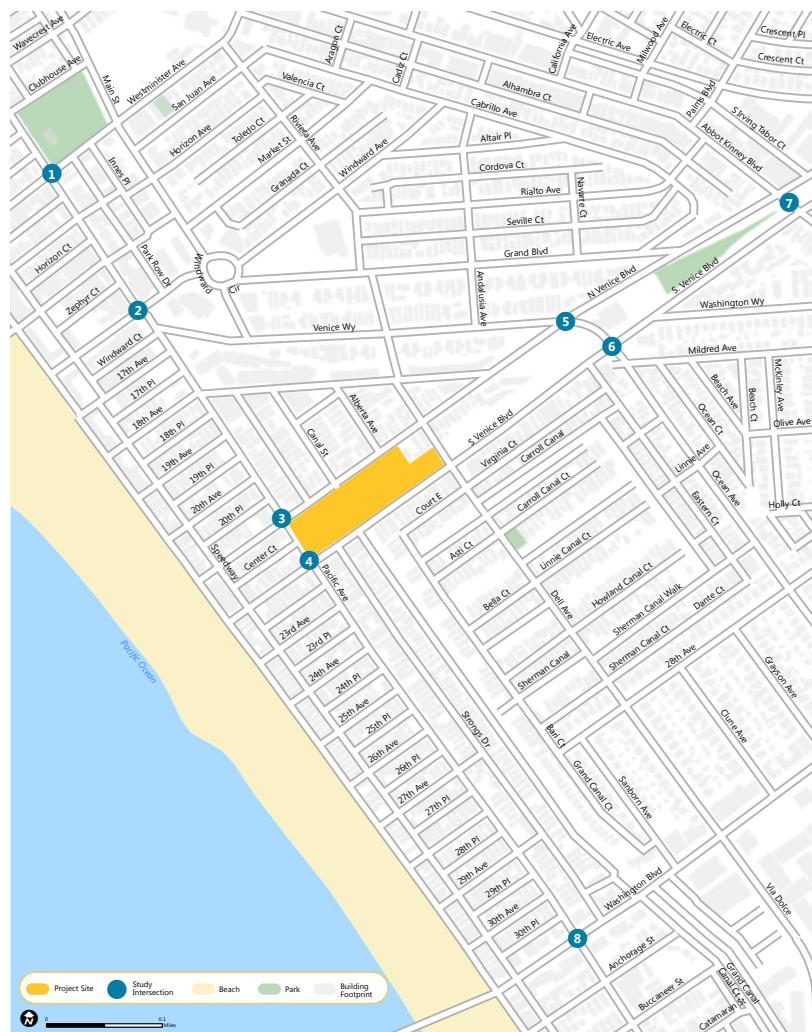 Wavecrest Ave
Clubhouse Ave
Main St
Westminister Ave
San Juan Ave
Horizon Ave
Toledo Ct
Market St
Granada Ct
Riviera Ave
Windward Ave
Valencia Ct
Aragon Ct
Cadiz Ct
California Ave
Electric Ave
Milwood Ave
Electric Ct
Crescent Pl
Crescent Ct
Alhambra Ct
Cabrillo Ave
Palms Blvd
S Irving Tabor Ct
Abbot Kinney Blvd
Altair Pl
Cordova Ct
Rialto Ave
Navarre Ct
Seville Ct
Grand Blvd
1
Innes Pl
7
Horizon Ct
Park Row Dr
Windward
Cir
Zephyr Ct
2
Andalusia Ave
N Venice Blvd
S. Venice Blvd
Washington Wy
Venice Wy
5
6
Windward Ct
17th Ave
17th Pl
18th Ave
18th Pl
19th Ave
19th Pl
20th Ave
20th Pl
Speedway
Center Ct
Mildred Ave
Beach Ave
Beach Ct
McKinley Ave
Olive Ave
Ocean Ct
Linnie Ave
Ocean Ave
Eastern Ct
Holly Ct
Alberta Ave
Canal St
S Venice Blvd
Virginia Ct
Carroll Canal
Carroll Canal Ct
Court E
3
4
Pacific Ave
Asti Ct
Linnie Canal Ct
Bella Ct
Dell Ave
Howland Canal Ct
Sherman Canal Walk
Dante Ct
Sherman Canal Ct
Sherman Canal
28th Ave
Grayson Ave
Clune Ave
23rd Ave
23rd Pl
24th Ave
24th Pl
25th Ave
25th Pl
26th Ave
26th Pl
27th Ave
27th Pl
28th Pl
29th Ave
29th Pl
30th Ave
30th Pl
Pacific Ocean
Strongs Dr
Ban Ct
Grand Canal Ct
Sanborn Ave
Washington Blvd
Via Dolce
8
Anchorage St
Buccaneer St
Grand Canal
Canal Ct
Catamaran St
Project Site
Study
Intersection
Beach
Park
Building
Footprint
N
0
0.1
Miles